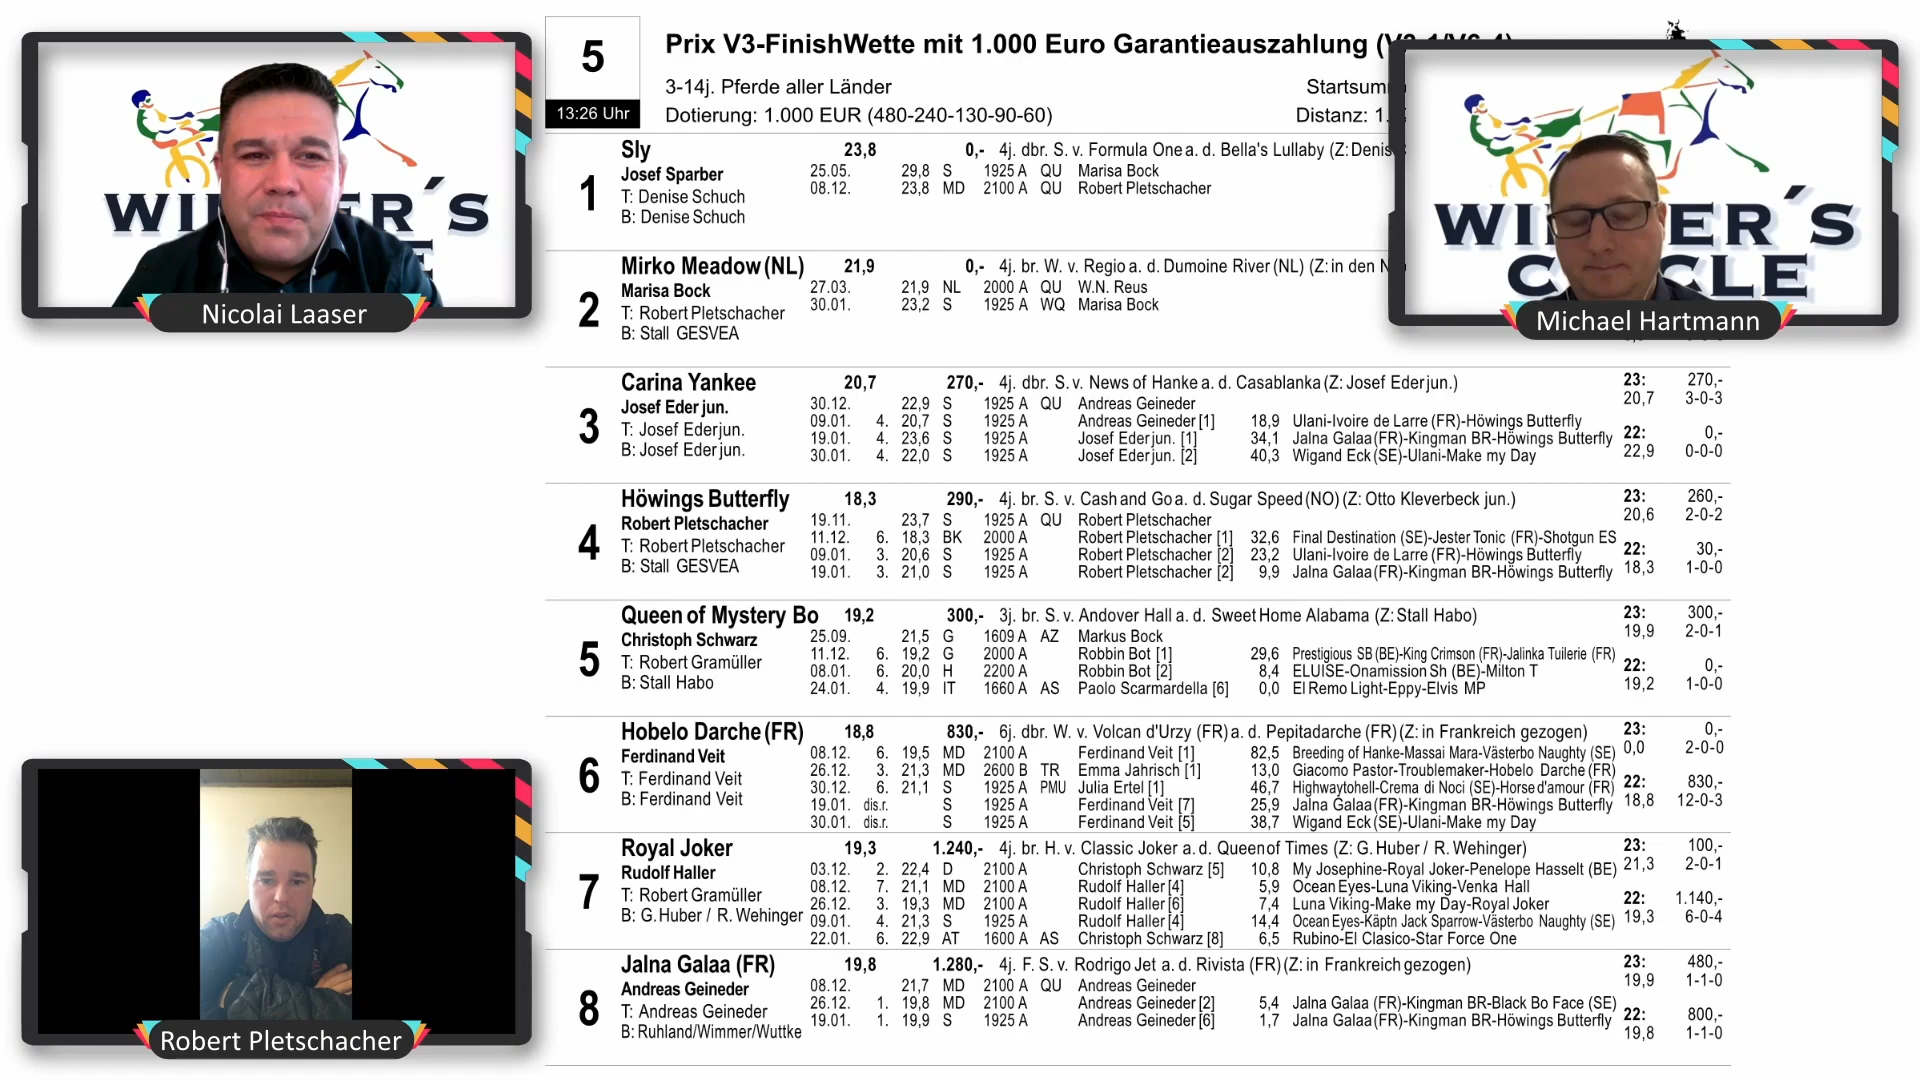 5
13:26 Uhr
Prix V3-FinishWette mit 1.000 Euro Garantieauszahlung
3-14j. Pferde aller Länder
Dotierung: 1.000 EUR (480-240-130-90-60)
Distanz:
Nicolai Laaser
Michael Hartmann
Robert Pletschacher
1
Sly 23,8 0,- 4j. dbr. S. v. Formula One a. d. Bella's Lullaby (Z: Denis
Josef Sparber
T: Denise Schuch
B: Denise Schuch
25.05. 29,8 S 1925 A QU Marisa Bock
08.12. 23,8 MD 2100 A QU Robert Pletschacher
2
Mirko Meadow (NL) 21,9 0,- 4j. br. W. v. Regio a. d. Dumoine River (NL) (Z: in den
Marisa Bock
T: Robert Pletschacher
B: Stall GESVEA
27.03. 21,9 NL 2000 A QU W.N. Reus
30.01. 23,2 S 1925 A WQ Marisa Bock
3
Carina Yankee 20,7 270,- 4j. dbr. S. v. News of Hanke a. d. Casablanka (Z: Josef Eder jun.)
Josef Eder jun.
T: Josef Eder jun.
B: Josef Eder jun.
30.12. 22,9 S 1925 A QU Andreas Geineder
09.01. 4. 20,7 S 1925 A Andreas Geineder [1] 18,9 Ulani-Ivoire de Larre (FR)-Höwings Butterfly
19.01. 4. 23,6 S 1925 A Josef Eder jun. [1] 34,1 Jalna Galaa (FR)-Kingman BR-Höwings Butterfly
30.01. 4. 22,0 S 1925 A Josef Eder jun. [2] 40,3 Wigand Eck (SE)-Ulani-Make my Day
23: 270,-
20,7 3-0-3
22: 0,-
22,9 0-0-0
4
Höwings Butterfly 18,3 290,- 4j. br. S. v. Cash and Go a. d. Sugar Speed (NO) (Z: Otto Kleverbeck jun.)
Robert Pletschacher
T: Robert Pletschacher
B: Stall GESVEA
19.11. 23,7 S 1925 A QU Robert Pletschacher
11.12. 6. 18,3 BK 2000 A Robert Pletschacher [1] 32,6 Final Destination (SE)-Jester Tonic (FR)-Shotgun ES
09.01. 3. 20,6 S 1925 A Robert Pletschacher [2] 23,2 Ulani-Ivoire de Larre (FR)-Höwings Butterfly
19.01. 3. 21,0 S 1925 A Robert Pletschacher [2] 9,9 Jalna Galaa (FR)-Kingman BR-Höwings Butterfly
23: 260,-
20,6 2-0-2
22: 30,-
18,3 1-0-0
5
Queen of Mystery Bo 19,2 300,- 3j. br. S. v. Andover Hall a. d. Sweet Home Alabama (Z: Stall Habo)
Christoph Schwarz
T: Robert Gramüller
B: Stall Habo
25.09. 21,5 G 1609 A AZ Markus Bock
11.12. 6. 19,2 G 2000 A Robbin Bot [1] 29,6 Prestigious SB (BE)-King Crimson (FR)-Jalinka Tuilerie (FR)
08.01. 6. 20,0 H 2200 A Robbin Bot [2] 8,4 ELUISE-Onamission Sh (BE)-Milton T
24.01. 4. 19,9 IT 1660 A AS Paolo Scarmardella [6] 0,0 El Remo Light-Eppy-Elvis MP
23: 300,-
19,9 2-0-1
22: 0,-
19,2 1-0-0
6
Hobelo Darche (FR) 18,8 830,- 6j. dbr. W. v. Volcan d'Urzy (FR) a. d. Pepitadarche (FR) (Z: in Frankreich gezogen)
Ferdinand Veit
T: Ferdinand Veit
B: Ferdinand Veit
08.12. 6. 19,5 MD 2100 A Ferdinand Veit [1] 82,5 Breeding of Hanke-Massai Mara-Västerbo Naughty (SE)
26.12. 3. 21,3 MD 2600 B TR Emma Jahrisch [1] 13,0 Giacomo Pastor-Troublemaker-Hobelo Darche (FR)
30.12. 6. 21,1 S 1925 A PMU Julia Ertel [1] 46,7 Highwaytohell-Crema di Noci (SE)-Horse d'amour (FR)
19.01. dis.r. S 1925 A Ferdinand Veit [7] 25,9 Jalna Galaa (FR)-Kingman BR-Höwings Butterfly
30.01. dis.r. S 1925 A Ferdinand Veit [5] 38,7 Wigand Eck (SE)-Ulani-Make my Day
23: 0,-
0,0 2-0-0
22: 830,-
18,8 12-0-3
7
Royal Joker 19,3 1.240,- 4j. br. H. v. Classic Joker a. d. Queen of Times (Z: G. Huber / R. Wehinger)
Rudolf Haller
T: Robert Gramüller
B: G. Huber / R. Wehinger
03.12. 2. 22,4 D 2100 A Christoph Schwarz [5] 10,8 My Josephine-Royal Joker-Penelope Hasselt (BE)
08.12. 7. 21,1 MD 2100 A Rudolf Haller [4] 5,9 Ocean Eyes-Luna Viking-Venka Hall
26.12. 3. 19,3 MD 2100 A Rudolf Haller [6] 7,4 Luna Viking-Make my Day-Royal Joker
09.01. 4. 21,3 S 1925 A Rudolf Haller [4] 14,4 Ocean Eyes-Käptn Jack Sparrow-Västerbo Naughty (SE)
22.01. 6. 22,9 AT 1600 A AS Christoph Schwarz [8] 6,5 Rubino-El Clasico-Star Force One
23: 100,-
21,3 2-0-1
22: 1.140,-
19,3 6-0-4
8
Jalna Galaa (FR) 19,8 1.280,- 4j. F. S. v. Rodrigo Jet a. d. Rivista (FR) (Z: in Frankreich gezogen)
Andreas Geineder
T: Andreas Geineder
B: Ruhland/Wimmer/Wuttke
08.12. 21,7 MD 2100 A QU Andreas Geineder
26.12. 1. 19,8 MD 2100 A Andreas Geineder [2] 5,4 Jalna Galaa (FR)-Kingman BR-Black Bo Face (SE)
19.01. 1. 19,9 S 1925 A Andreas Geineder [6] 1,7 Jalna Galaa (FR)-Kingman BR-Höwings Butterfly
23: 480,-
19,9 1-1-0
22: 800,-
19,8 1-1-0